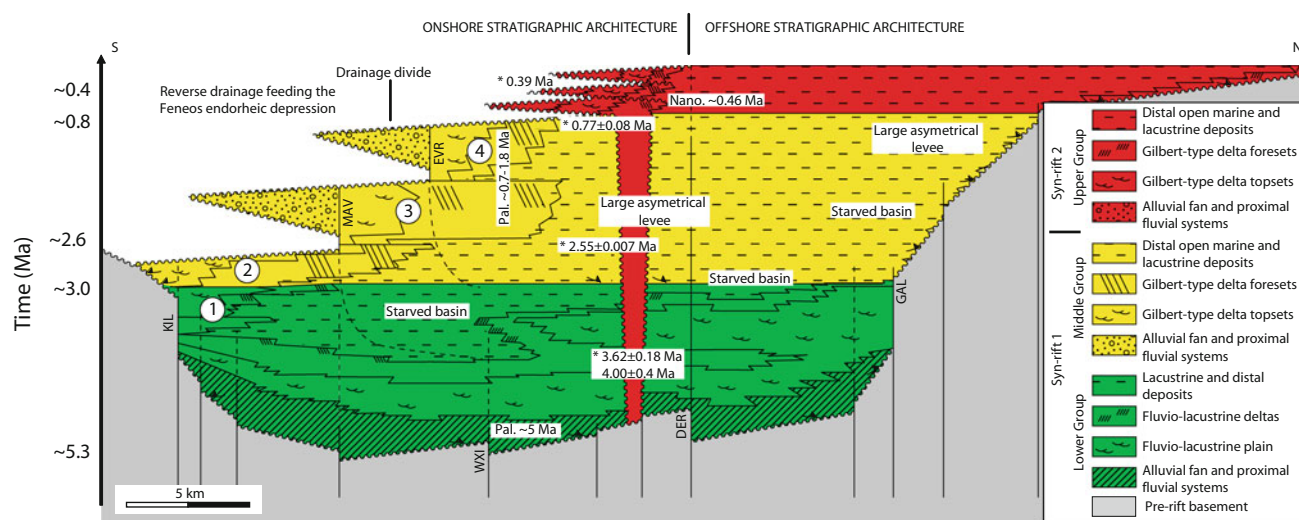 ONSHORE STRATIGRAPHIC ARCHITECTURE
OFFSHORE STRATIGRAPHIC ARCHITECTURE
S
N
Drainage divide
Reverse drainage feeding the
Feneos endorheic depression
* 0.39 Ma
Nano. ~0.46 Ma
* 0.77±0.08 Ma
Large asymetrical
levee
EVR
4
Pal. ~0.7-1.8 Ma
MAV
3
Large asymetrical
levee
Starved basin
* 2.55±0.007 Ma
2
Starved basin
GAL
KIL
1
Starved basin
* 3.62±0.18 Ma
4.00±0.4 Ma
Pal. ~5 Ma
WXI
DER
5 km
Time (Ma)
~0.4
~0.8
~2.6
~3.0
~5.3
Syn-rift 2
Upper Group
Distal open marine and
lacustrine deposits
Gilbert-type delta foresets
Gilbert-type delta topsets
Alluvial fan and proximal
fluvial systems
Syn-rift 1
Middle Group
Distal open marine and
lacustrine deposits
Gilbert-type delta foresets
Gilbert-type delta topsets
Alluvial fan and proximal
fluvial systems
Lower Group
Lacustrine and distal
deposits
Fluvio-lacustrine deltas
Fluvio-lacustrine plain
Alluvial fan and proximal
fluvial systems
Pre-rift basement